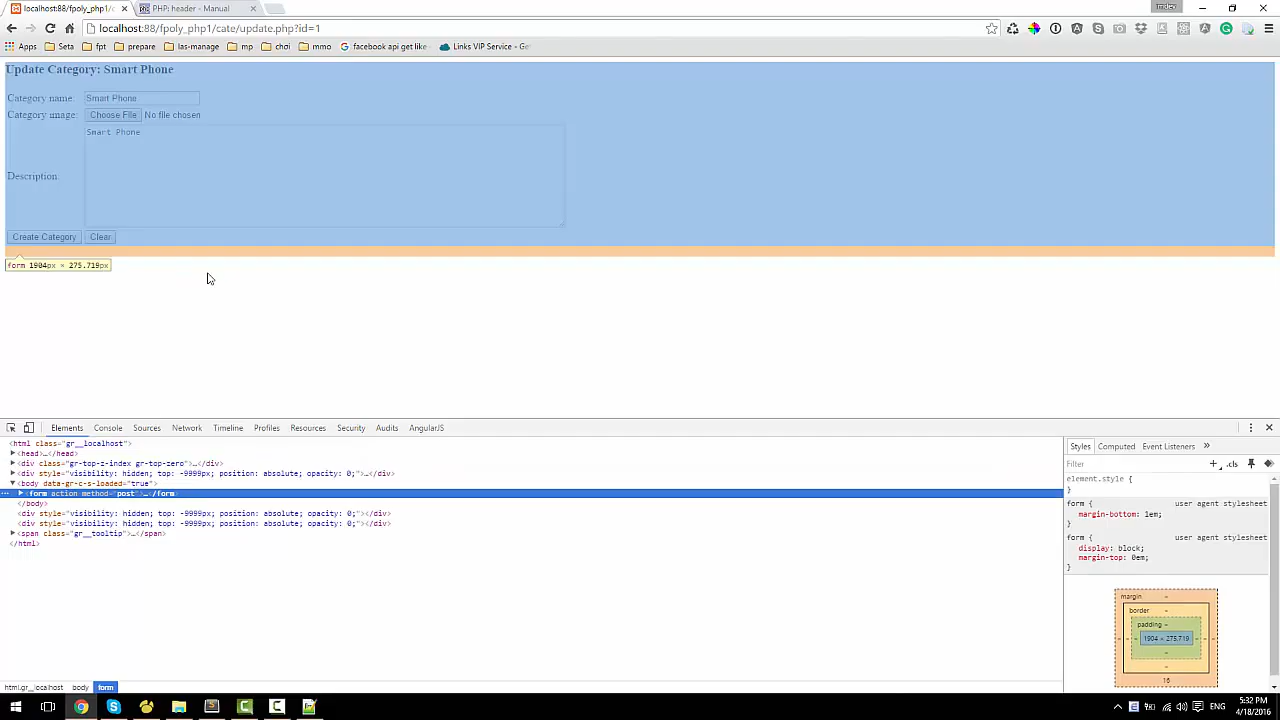 localhost:88/fpoly_php1/c
PHP: header - Manual
localhost:88/fpoly_php1/cate/update.php?id=1
Apps Seta fpt prepare las-manage mp choi mmo facebook api get like Links VIP Service - Ge
Update Category: Smart Phone
Category name: Smart Phone
Category image: Choose File No file chosen
Smart Phone
Description:
Create Category Clear
form 1904px × 275.719px
Elements Console Sources Network Timeline Profiles Resources Security Audits AngularJS
<html class="gr__localhost">
<head>…</head>
<div class="gr-top-z-index gr-top-zero">…</div>
<div style="visibility: hidden; top: -9999px; position: absolute; opacity: 0;">…</div>
<body data-gr-c-s-loaded="true">
<form action method="post">…</form>
</body>
<div style="visibility: hidden; top: -9999px; position: absolute; opacity: 0;"></div>
<div style="visibility: hidden; top: -9999px; position: absolute; opacity: 0;"></div>
<span class="gr__tooltip">…</span>
</html>
Styles Computed Event Listeners »
Filter + .cls
element.style {
}
form { user agent stylesheet
margin-bottom: 1em;
}
form { user agent stylesheet
display: block;
margin-top: 0em;
}
margin -
border -
padding -
1904 × 275.719
16
html.gr__localhost body form
ENG
5:32 PM
4/18/2016